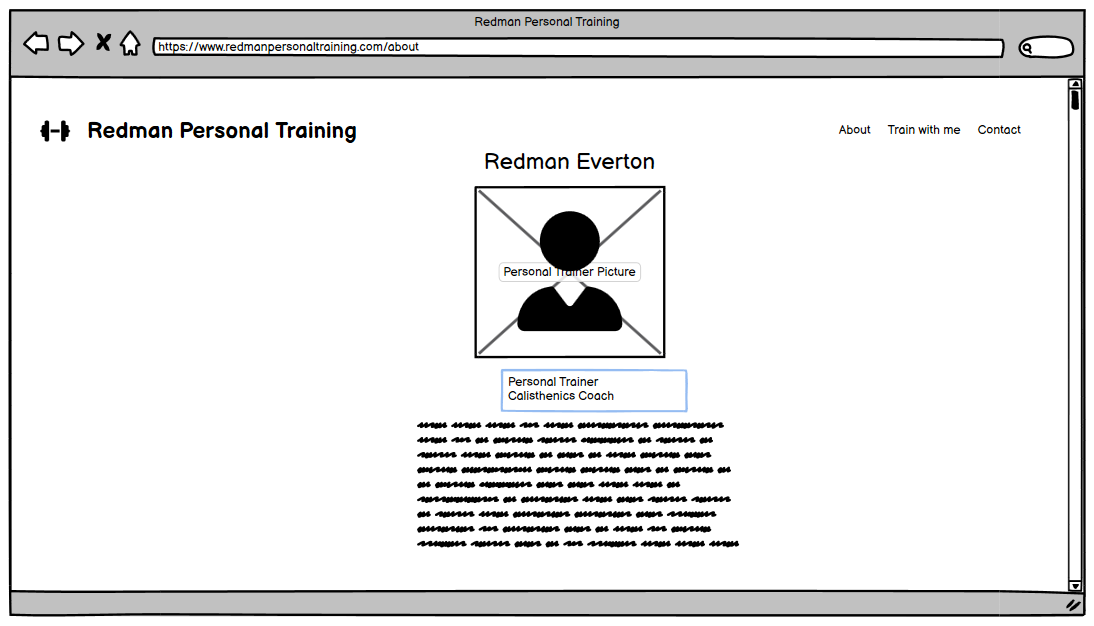 Redman Personal Training
https://www.redmanpersonaltraining.com/about
Redman Personal Training
About Train with me Contact
Redman Everton
Personal Trainer Picture
Personal Trainer
Calisthenics Coach